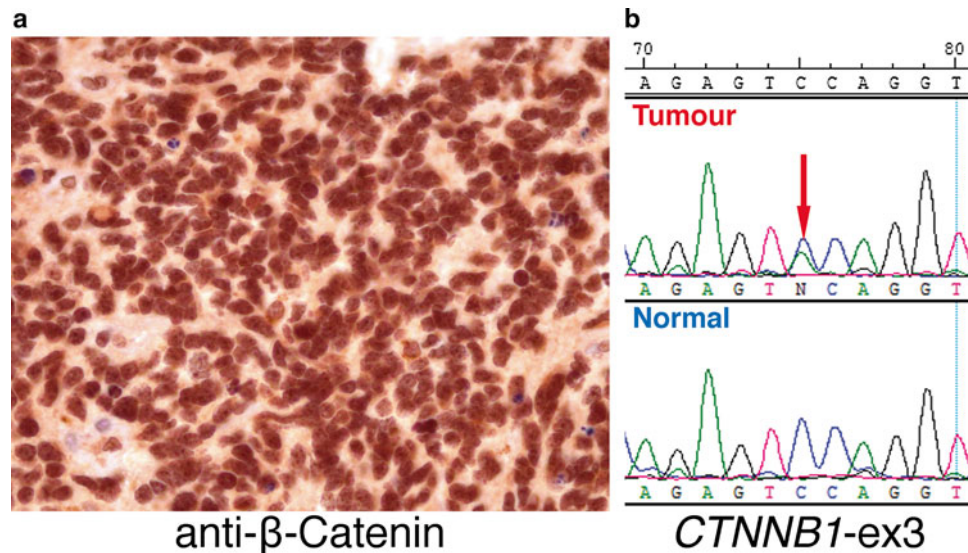 a
anti-β-Catenin
b
70 80
A G A G T C C A G G T
Tumour
A G A G T N C A G G T
Normal
A G A G T C C A G G T
CTNNB1-ex3